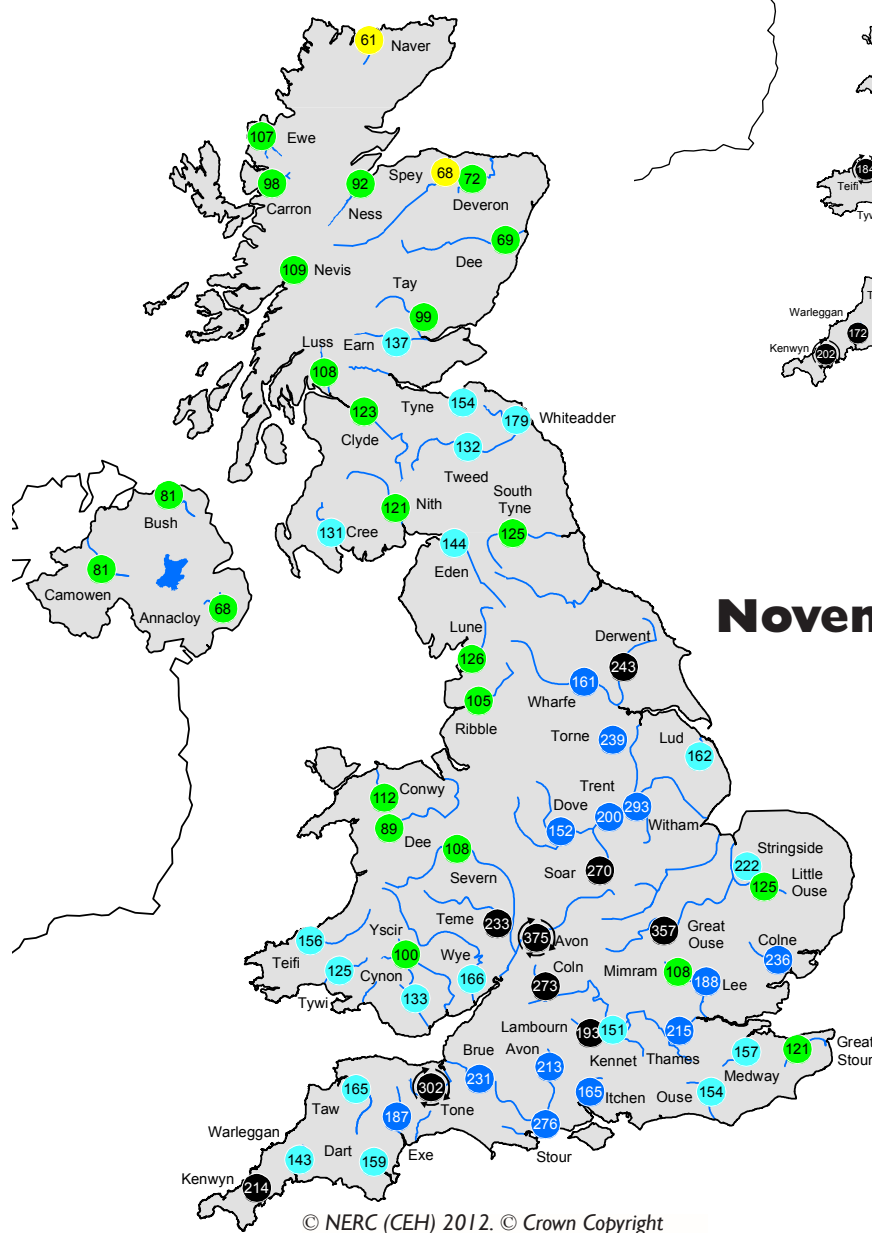 61
Naver
107
Ewe
Spey
68
72
98
92
Carron
Ness
Deveron
184
Teifi
Tyw
69
Dee
109
Nevis
Tay
99
Luss
Earn
137
Warleggan
172
Kenwyn
202
108
Tyne
154
179
Whiteadder
123
Clyde
132
Tweed
81
Bush
121
Nith
South
Tyne
131
Cree
144
125
Eden
81
Camowen
Annacloy
68
Lune
126
Derwent
243
Noven
161
Wharfe
105
Ribble
Torne
239
Lud
162
Conwy
112
Trent
Dove
200
293
Witham
152
89
Dee
108
Severn
Soar
270
Stringside
222
Little
Ouse
125
Teme
233
375
Avon
357
Great
Ouse
Colne
236
156
Teifi
Yscir
100
Wye
166
Coln
273
Mimram
108
188
Lee
125
Tywi
Cynon
133
Lambourn
193
151
Kennet
215
Thames
157
Medway
121
Great
Stour
Brue
231
Avon
213
165
Itchen
Ouse
154
165
Taw
302
Tone
187
Exe
276
Stour
Warleggan
143
Dart
159
Kenwyn
214
© NERC (CEH) 2012. © Crown Copyright